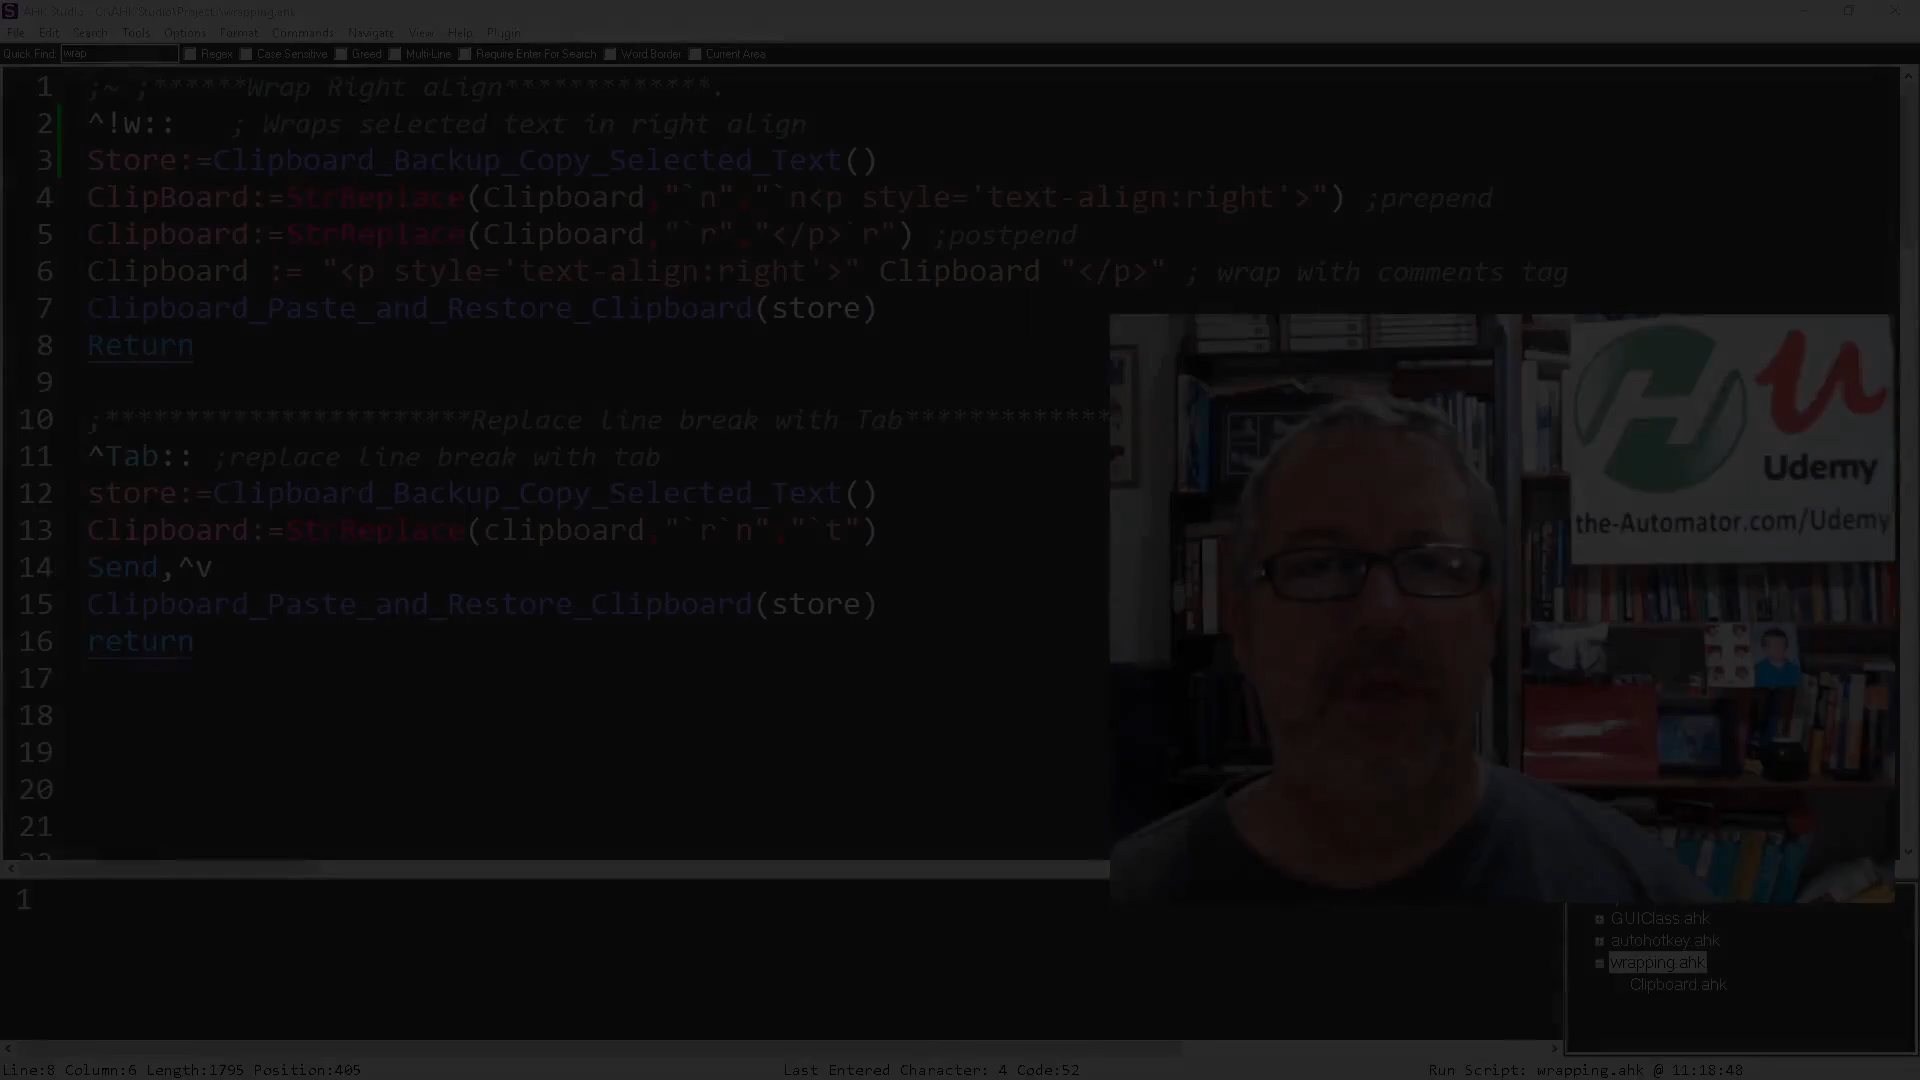 AHK Studio - C:\AHK Studio\Projects\wrapping.ahk
File Edit Search Tools Options Format Commands Navigate View Help Plugin
Quick Find: wrap Regex Case Sensitive Greed Multi-Line Require Enter For Search Word Border Current Area
1 ;~ ;******Wrap Right aLign*************.
2 ^!w:: ; Wraps selected text in right align
3 Store:=Clipboard_Backup_Copy_Selected_Text()
4 ClipBoard:=StrReplace(Clipboard,"`n","`n<p style='text-align:right'>") ;prepend
5 Clipboard:=StrReplace(Clipboard,"`r","</p>`r") ;postpend
6 Clipboard := "<p style='text-align:right'>" Clipboard "</p>" ; wrap with comments tag
7 Clipboard_Paste_and_Restore_Clipboard(store)
8 Return
9
10 ;***********************Replace line break with Tab*************
11 ^Tab:: ;replace line break with tab
12 store:=Clipboard_Backup_Copy_Selected_Text()
13 Clipboard:=StrReplace(clipboard,"`r`n","`t")
14 Send,^v
15 Clipboard_Paste_and_Restore_Clipboard(store)
16 return
17
18
19
20
21
Udemy
the-Automator.com/Udemy
1
GUIClass.ahk
autohotkey.ahk
wrapping.ahk
Clipboard.ahk
Line:8 Column:6 Length:1795 Position:405 Last Entered Character: 4 Code:52 Run Script: wrapping.ahk @ 11:18:48